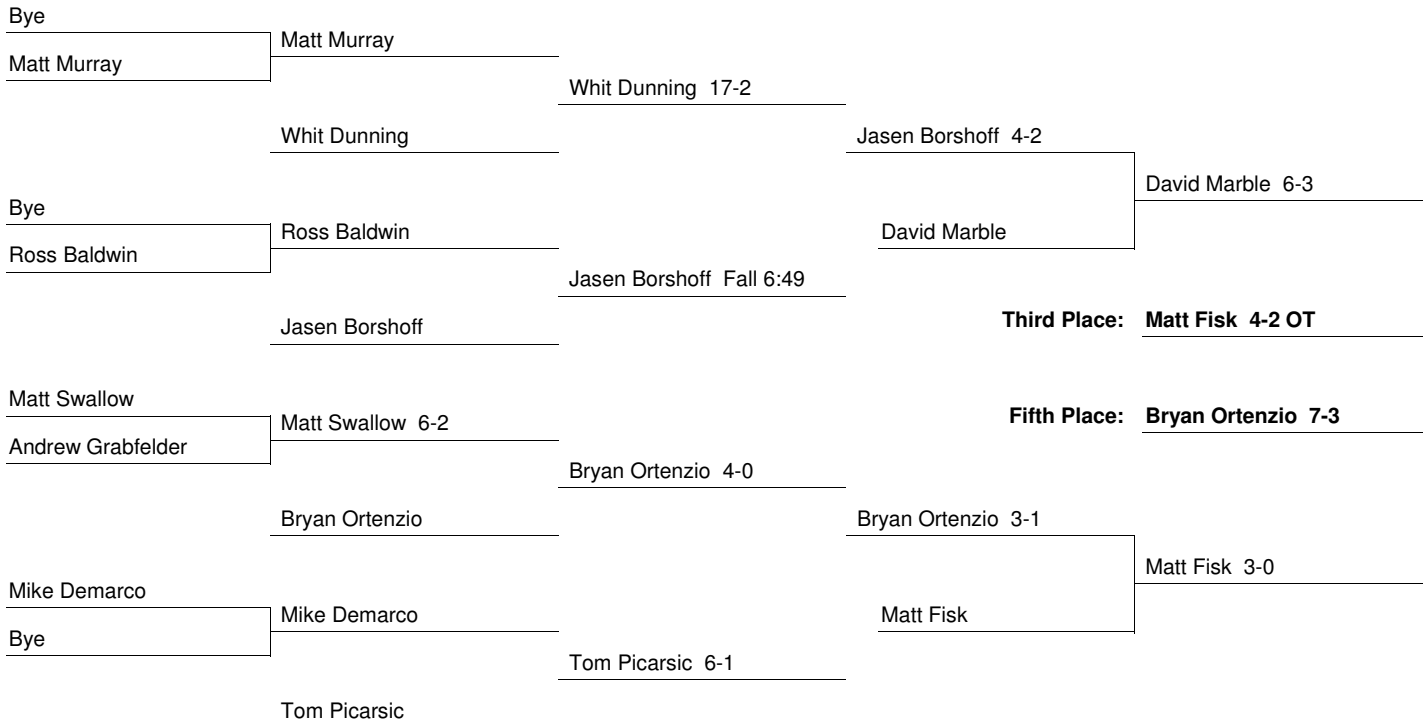 Bye
Matt Murray
Matt Murray
Whit Dunning 17-2
Whit Dunning
Jasen Borshoff 4-2
David Marble 6-3
Bye
Ross Baldwin
David Marble
Ross Baldwin
Jasen Borshoff Fall 6:49
Jasen Borshoff
Third Place: Matt Fisk 4-2 OT
Matt Swallow
Matt Swallow 6-2
Fifth Place: Bryan Ortenzio 7-3
Andrew Grabfelder
Bryan Ortenzio 4-0
Bryan Ortenzio
Bryan Ortenzio 3-1
Matt Fisk 3-0
Mike Demarco
Mike Demarco
Matt Fisk
Bye
Tom Picarsic 6-1
Tom Picarsic